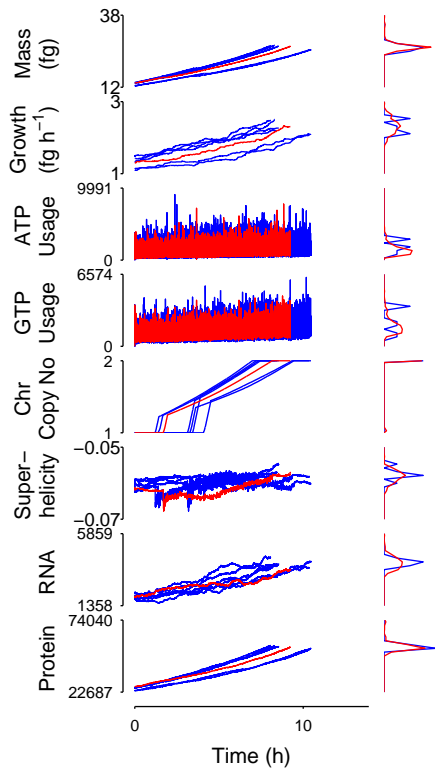 38
Mass
(fg)
12
3
Growth
(fg h−1)
1
9991
ATP
Usage
0
6574
GTP
Usage
0
2
Chr
Copy No
1
−0.05
Super−
helicity
−0.07
5859
RNA
1358
74040
Protein
22687
0 10
Time (h)